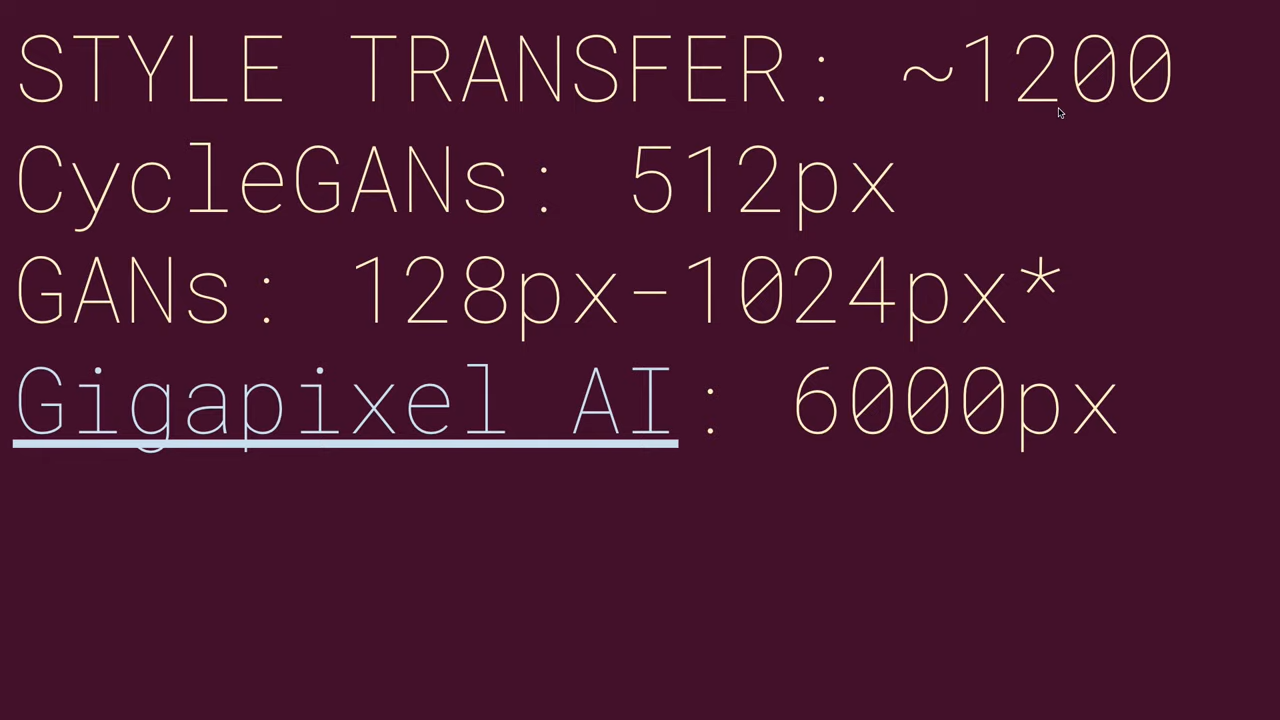 STYLE TRANSFER: ~1200
CycleGANs: 512px
GANs: 128px-1024px*
Gigapixel AI: 6000px